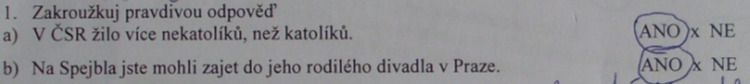 1. Zakroužkuj pravdivou odpověď
a) V ČSR žilo více nekatolíků, než katolíků. ANO x NE
b) Na Spejbla jste mohli zajet do jeho rodilého divadla v Praze. ANO x NE